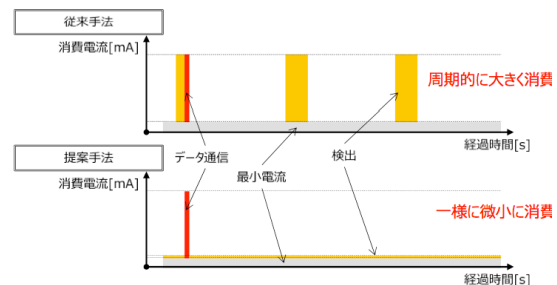 従来手法
消費電流[mA]
周期的に大きく消費
経過時間[s]
提案手法
データ通信
最小電流
検出
消費電流[mA]
一様に微小に消費
経過時間[s]